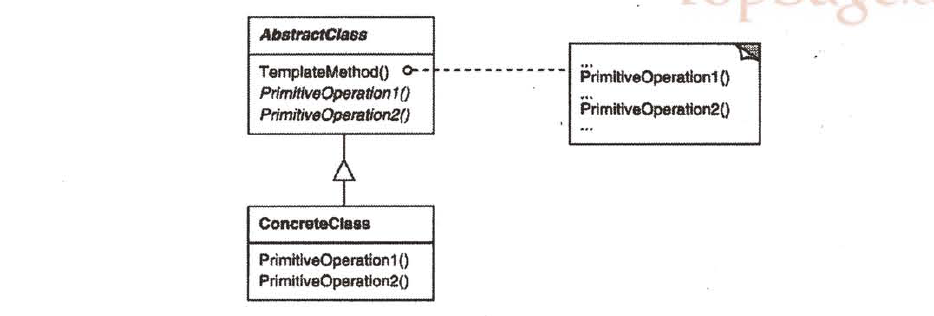 AbstractClass
TemplateMethod()
PrimitiveOperation1()
PrimitiveOperation2()
...
PrimitiveOperation1()
...
PrimitiveOperation2()
...
ConcreteClass
PrimitiveOperation1()
PrimitiveOperation2()